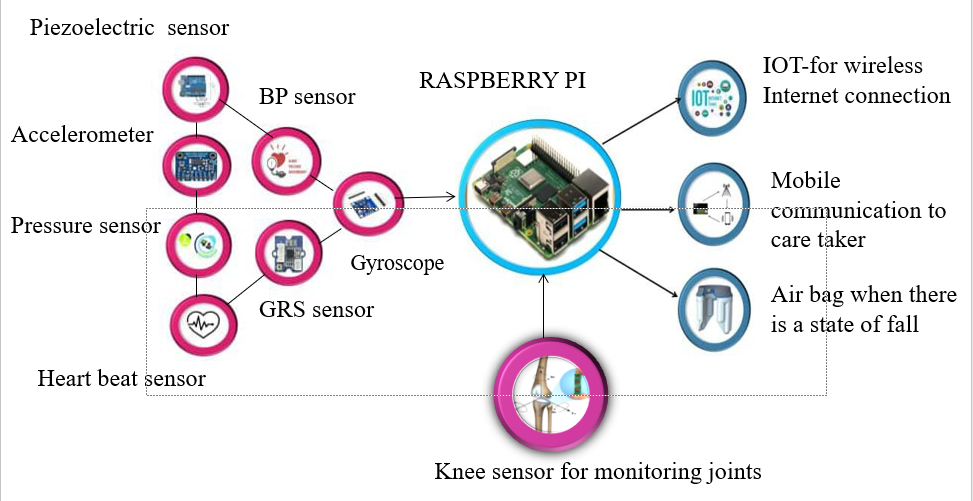 Piezoelectric sensor
BP sensor
RASPBERRY PI
IOT-for wireless
Internet connection
IOT
Accelerometer
Mobile
communication to
care taker
Pressure sensor
Gyroscope
GRS sensor
Air bag when there
is a state of fall
Heart beat sensor
Knee sensor for monitoring joints